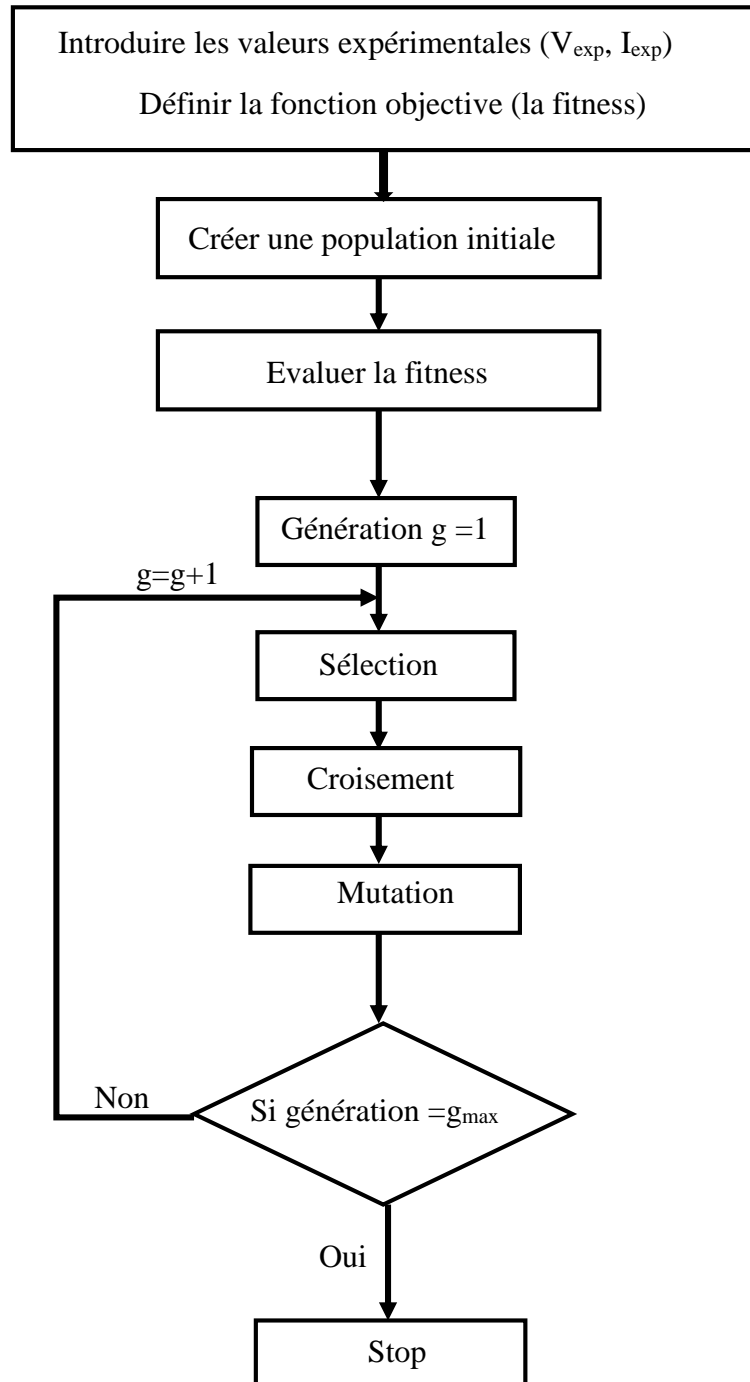 Introduire les valeurs expérimentales (Vexp, Iexp)
Définir la fonction objective (la fitness)
Créer une population initiale
Evaluer la fitness
Génération g =1
g=g+1
Sélection
Croisement
Mutation
Non
Si génération =gmax
Oui
Stop